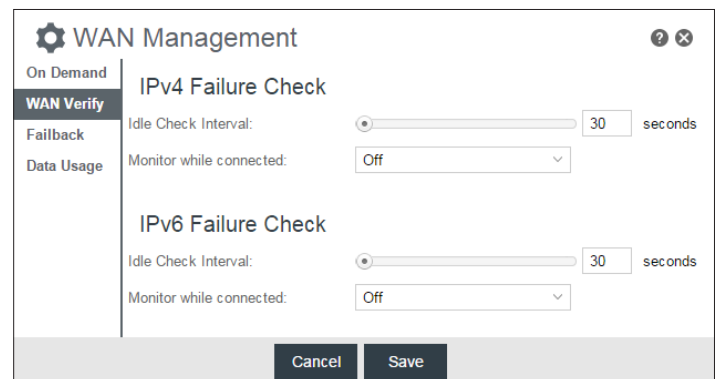 WAN Management
On Demand
WAN Verify
Failback
Data Usage
IPv4 Failure Check
Idle Check Interval: 30 seconds
Monitor while connected: Off
IPv6 Failure Check
Idle Check Interval: 30 seconds
Monitor while connected: Off
Cancel Save